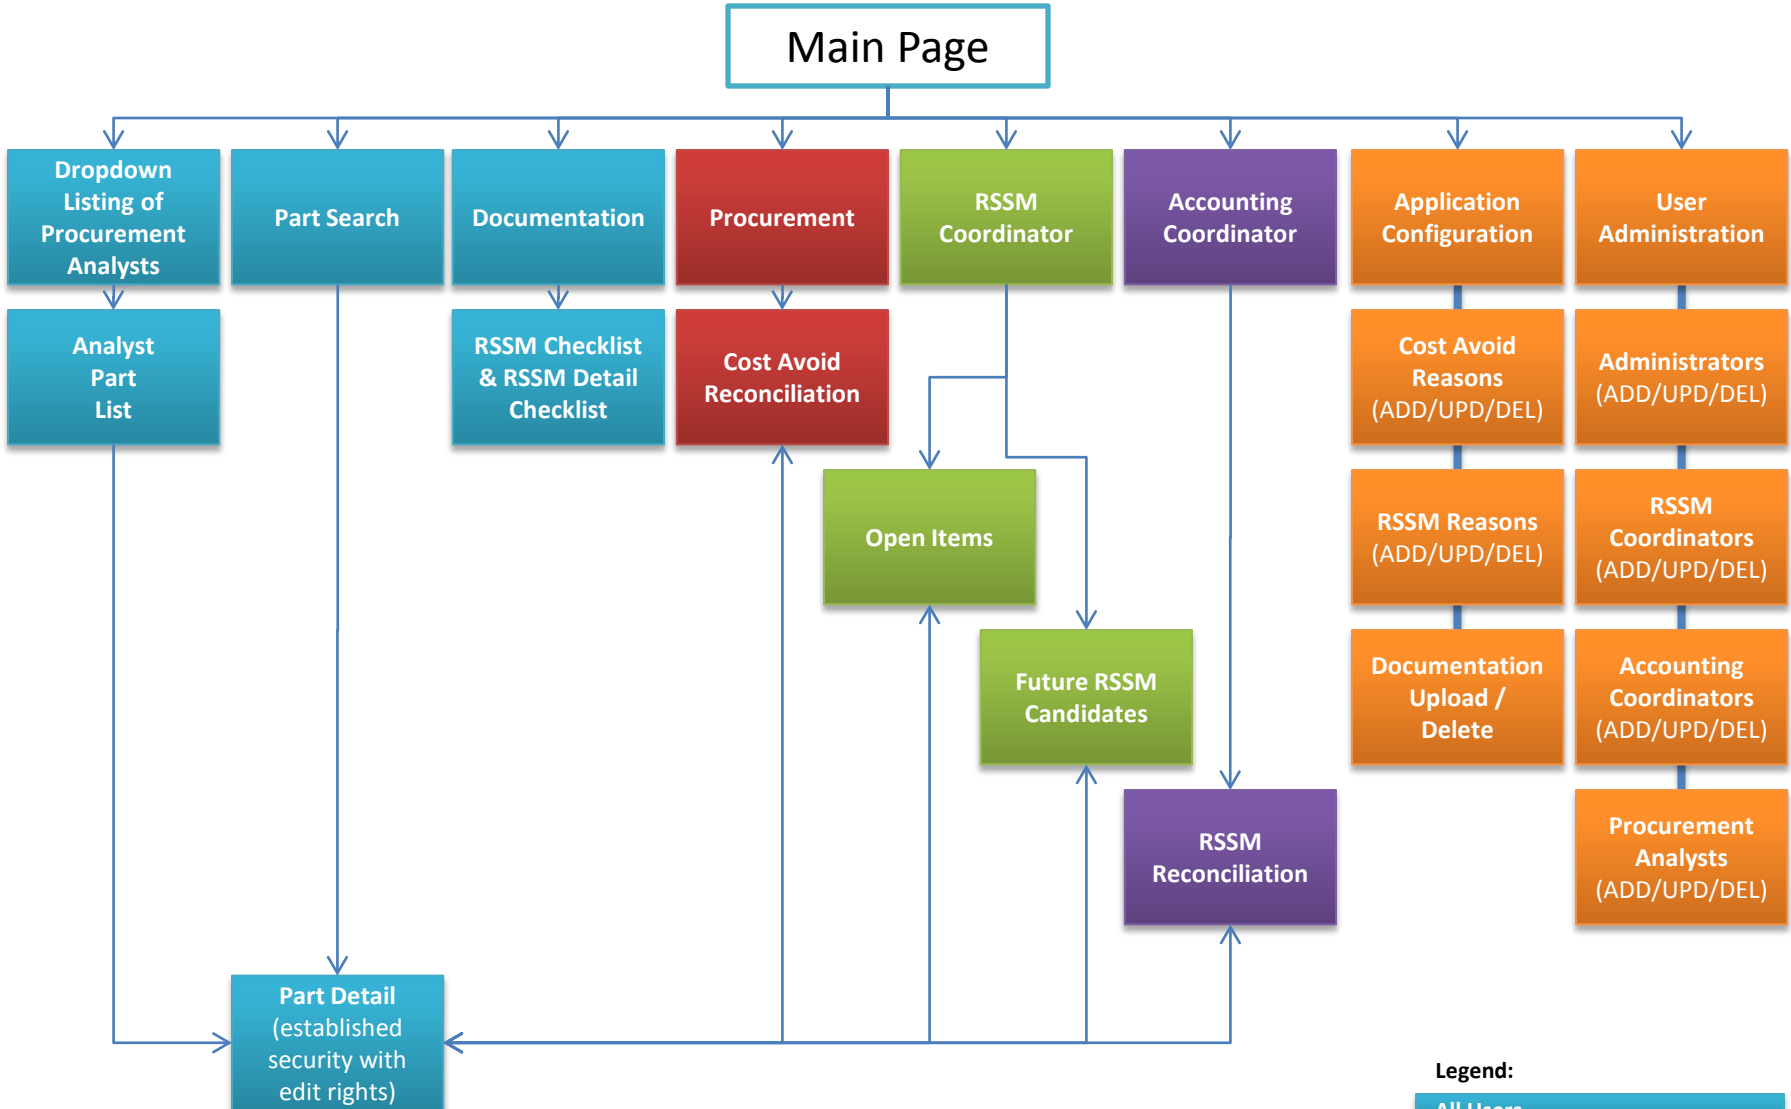 Main Page
Dropdown
Listing of
Procurement
Analysts
Part Search
Documentation
Procurement
RSSM
Coordinator
Accounting
Coordinator
Application
Configuration
User
Administration
Analyst
Part
List
RSSM Checklist
& RSSM Detail
Checklist
Cost Avoid
Reconciliation
Cost Avoid
Reasons
(ADD/UPD/DEL)
Administrators
(ADD/UPD/DEL)
Open Items
RSSM Reasons
(ADD/UPD/DEL)
RSSM
Coordinators
(ADD/UPD/DEL)
Future RSSM
Candidates
Documentation
Upload /
Delete
Accounting
Coordinators
(ADD/UPD/DEL)
RSSM
Reconciliation
Procurement
Analysts
(ADD/UPD/DEL)
Part Detail
(established
security with
edit rights)
Legend:
All Users